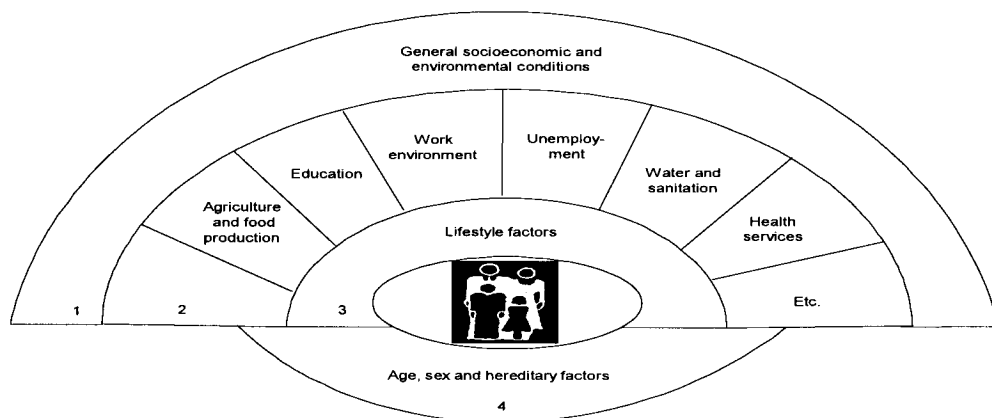 General socioeconomic and
environmental conditions
Agriculture
and food
production
Education
Work
environment
Unemploy-
ment
Water and
sanitation
Health
services
Etc.
Lifestyle factors
1
2
3
Age, sex and hereditary factors
4